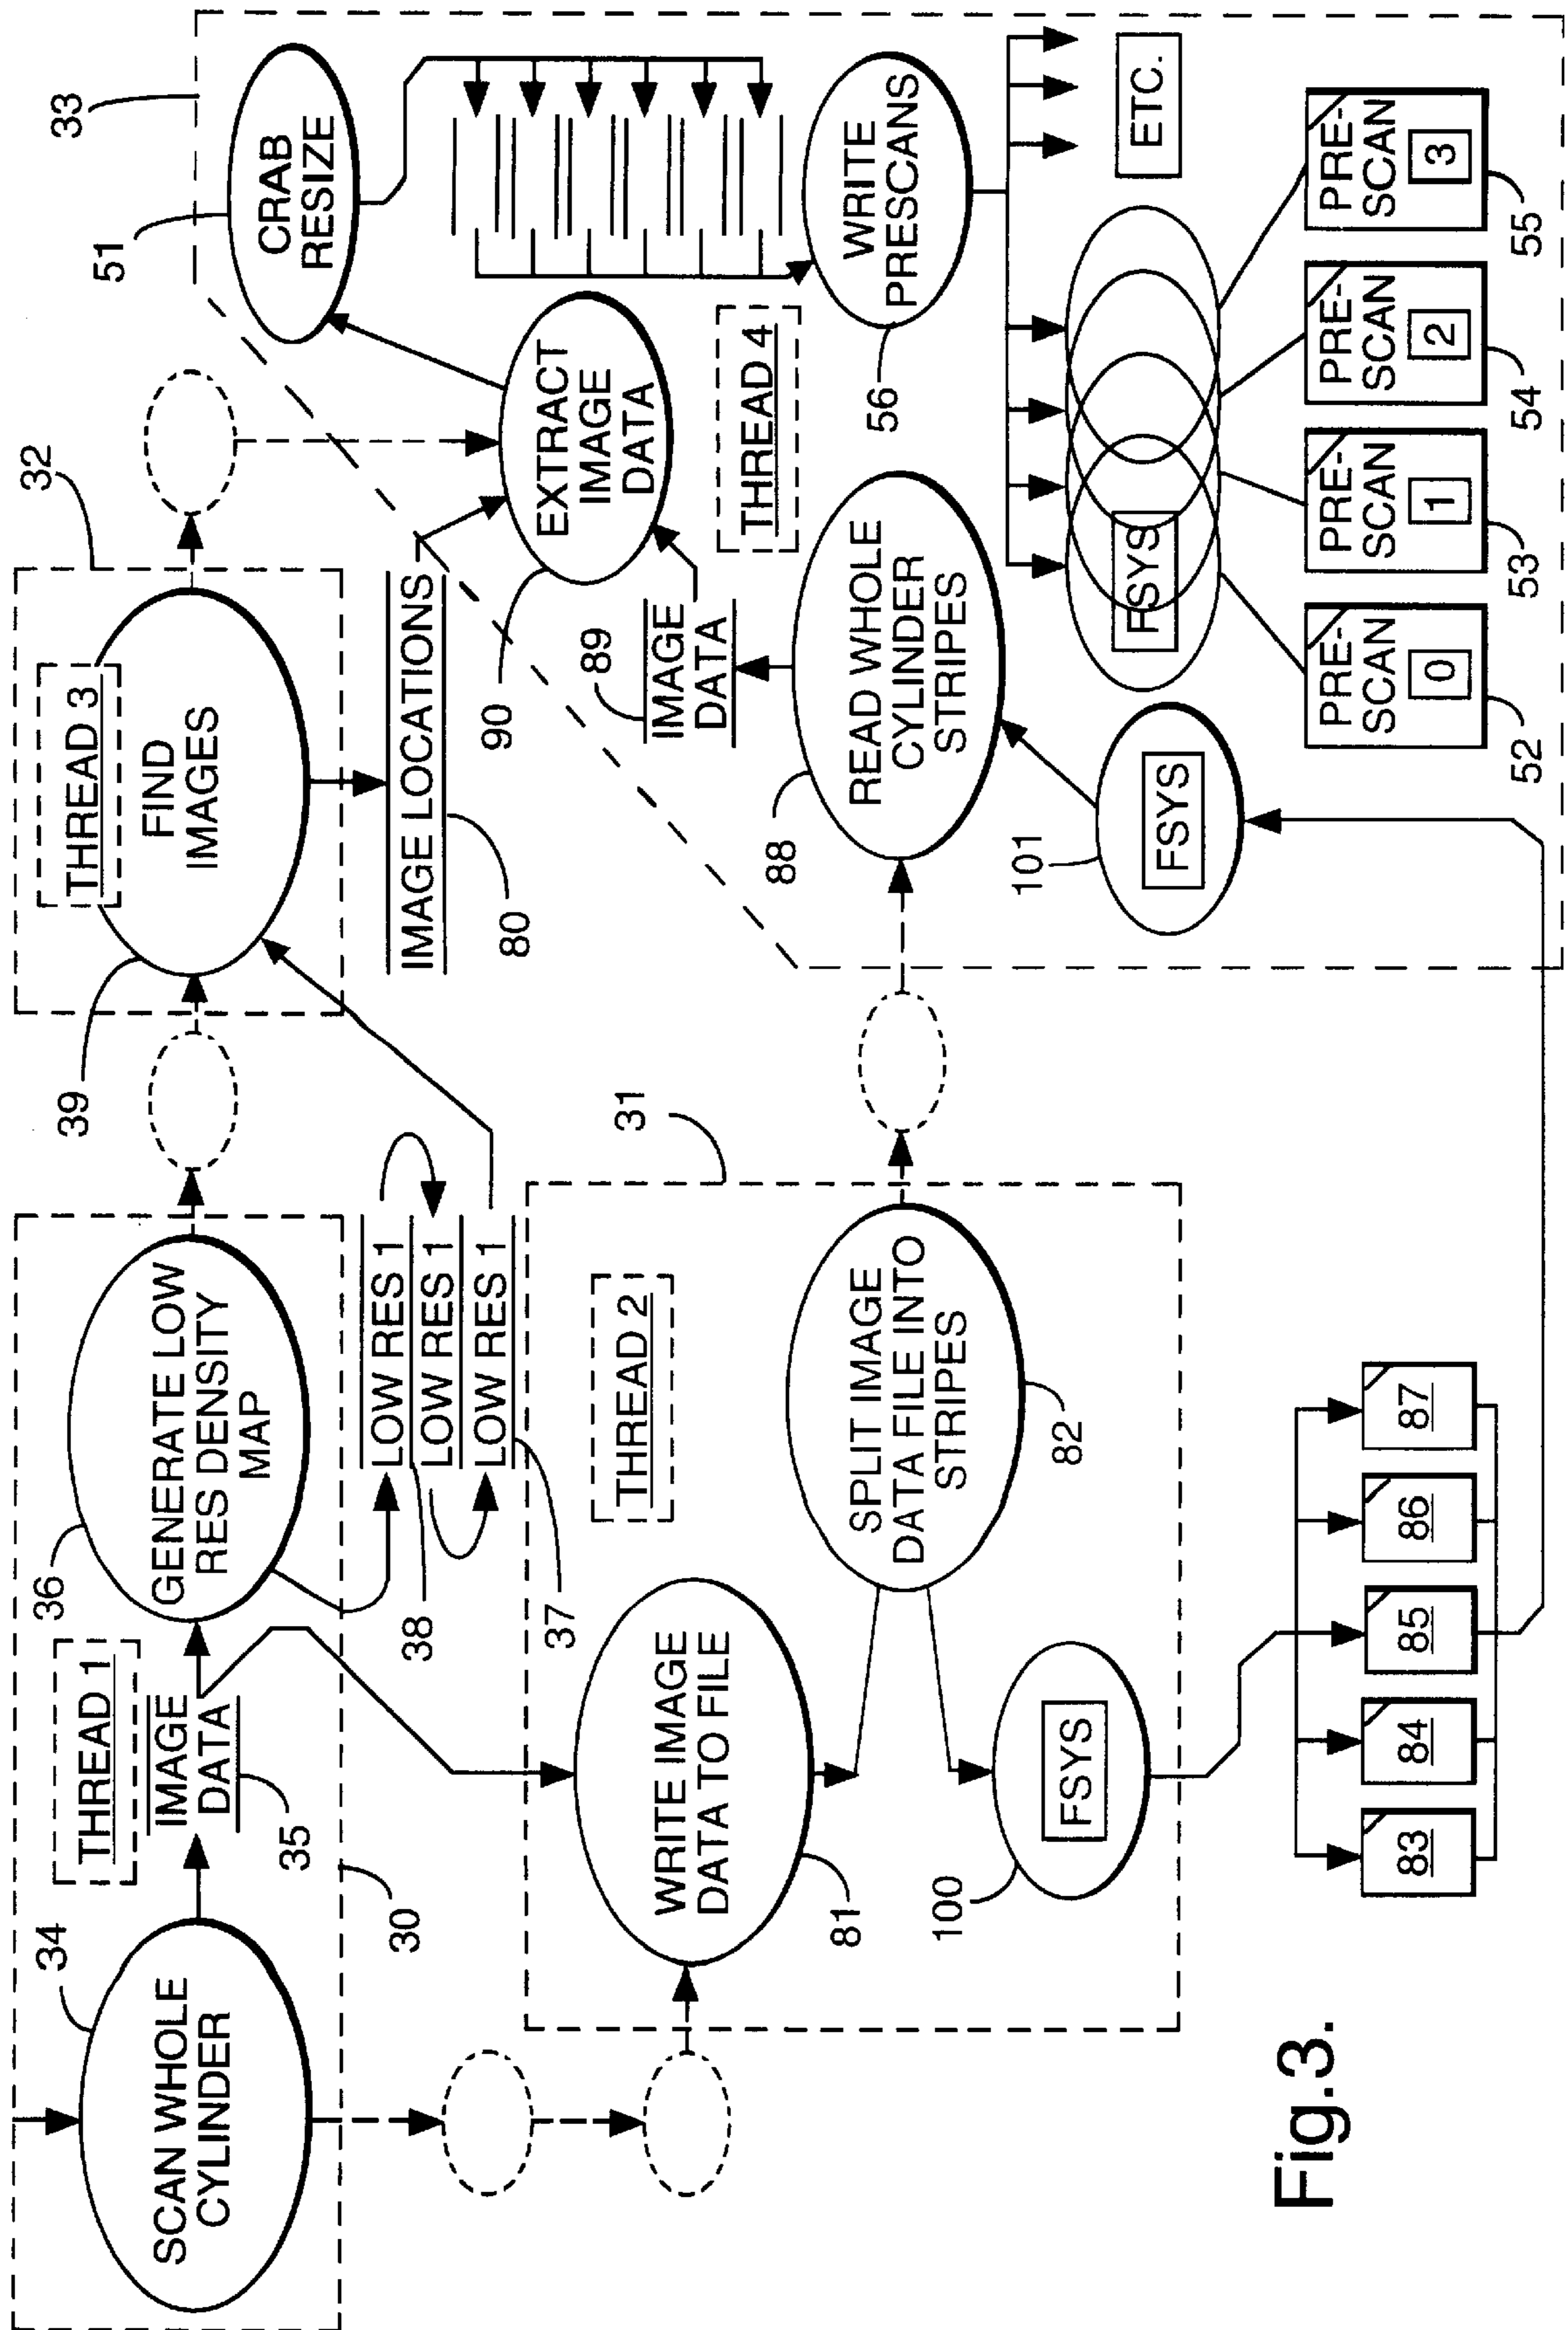 34
SCAN WHOLE
CYLINDER
30
THREAD 1
IMAGE
DATA
35
36
GENERATE LOW
RES DENSITY
MAP
LOW RES 1
LOW RES 1
LOW RES 1
38
37
39
THREAD 3
FIND
IMAGES
32
IMAGE LOCATIONS
80
33
51
CRAB
RESIZE
90
EXTRACT
IMAGE
DATA
89
IMAGE
DATA
THREAD 4
56
WRITE
PRESCANS
31
THREAD 2
WRITE IMAGE
DATA TO FILE
81
SPLIT IMAGE
DATA FILE INTO
STRIPES
82
100
FSYS
88
READ WHOLE
CYLINDER
STRIPES
101
FSYS
FSYS
ETC.
83
84
85
86
87
PRE-
SCAN
0
52
PRE-
SCAN
1
53
PRE-
SCAN
2
54
PRE-
SCAN
3
55
Fig.3.